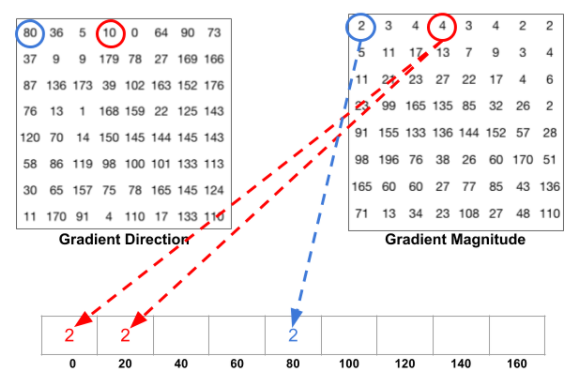 80 36 5 10 0 64 90 73
37 9 9 179 78 27 169 166
87 136 173 39 102 163 152 176
76 13 1 168 159 22 125 143
120 70 14 150 145 144 145 143
58 86 119 98 100 101 133 113
30 65 157 75 78 165 145 124
11 170 91 4 110 17 133 110
Gradient Direction
2 3 4 4 3 4 2 2
5 11 17 13 7 9 3 4
11 21 23 27 22 17 4 6
23 99 165 135 85 32 26 2
91 155 133 136 144 152 57 28
98 196 76 38 26 60 170 51
165 60 60 27 77 85 43 136
71 13 34 23 108 27 48 110
Gradient Magnitude
2 2 2
0 20 40 60 80 100 120 140 160